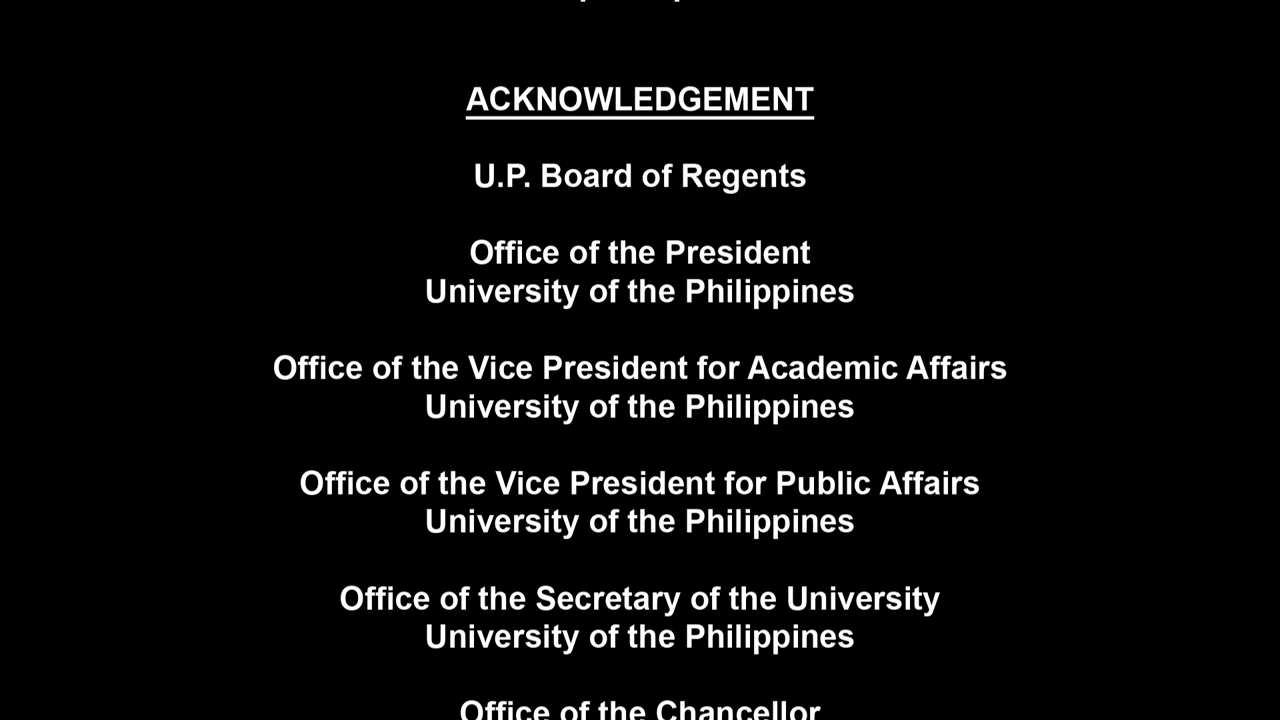 ACKNOWLEDGEMENT
U.P. Board of Regents
Office of the President
University of the Philippines
Office of the Vice President for Academic Affairs
University of the Philippines
Office of the Vice President for Public Affairs
University of the Philippines
Office of the Secretary of the University
University of the Philippines
Office of the Chancellor